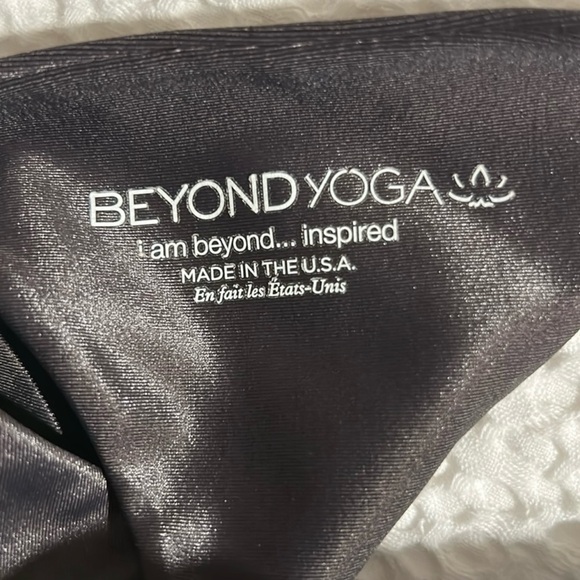 BEYOND YOGA
i am beyond... inspired
MADE IN THE U.S.A.
En fait les États-Unis